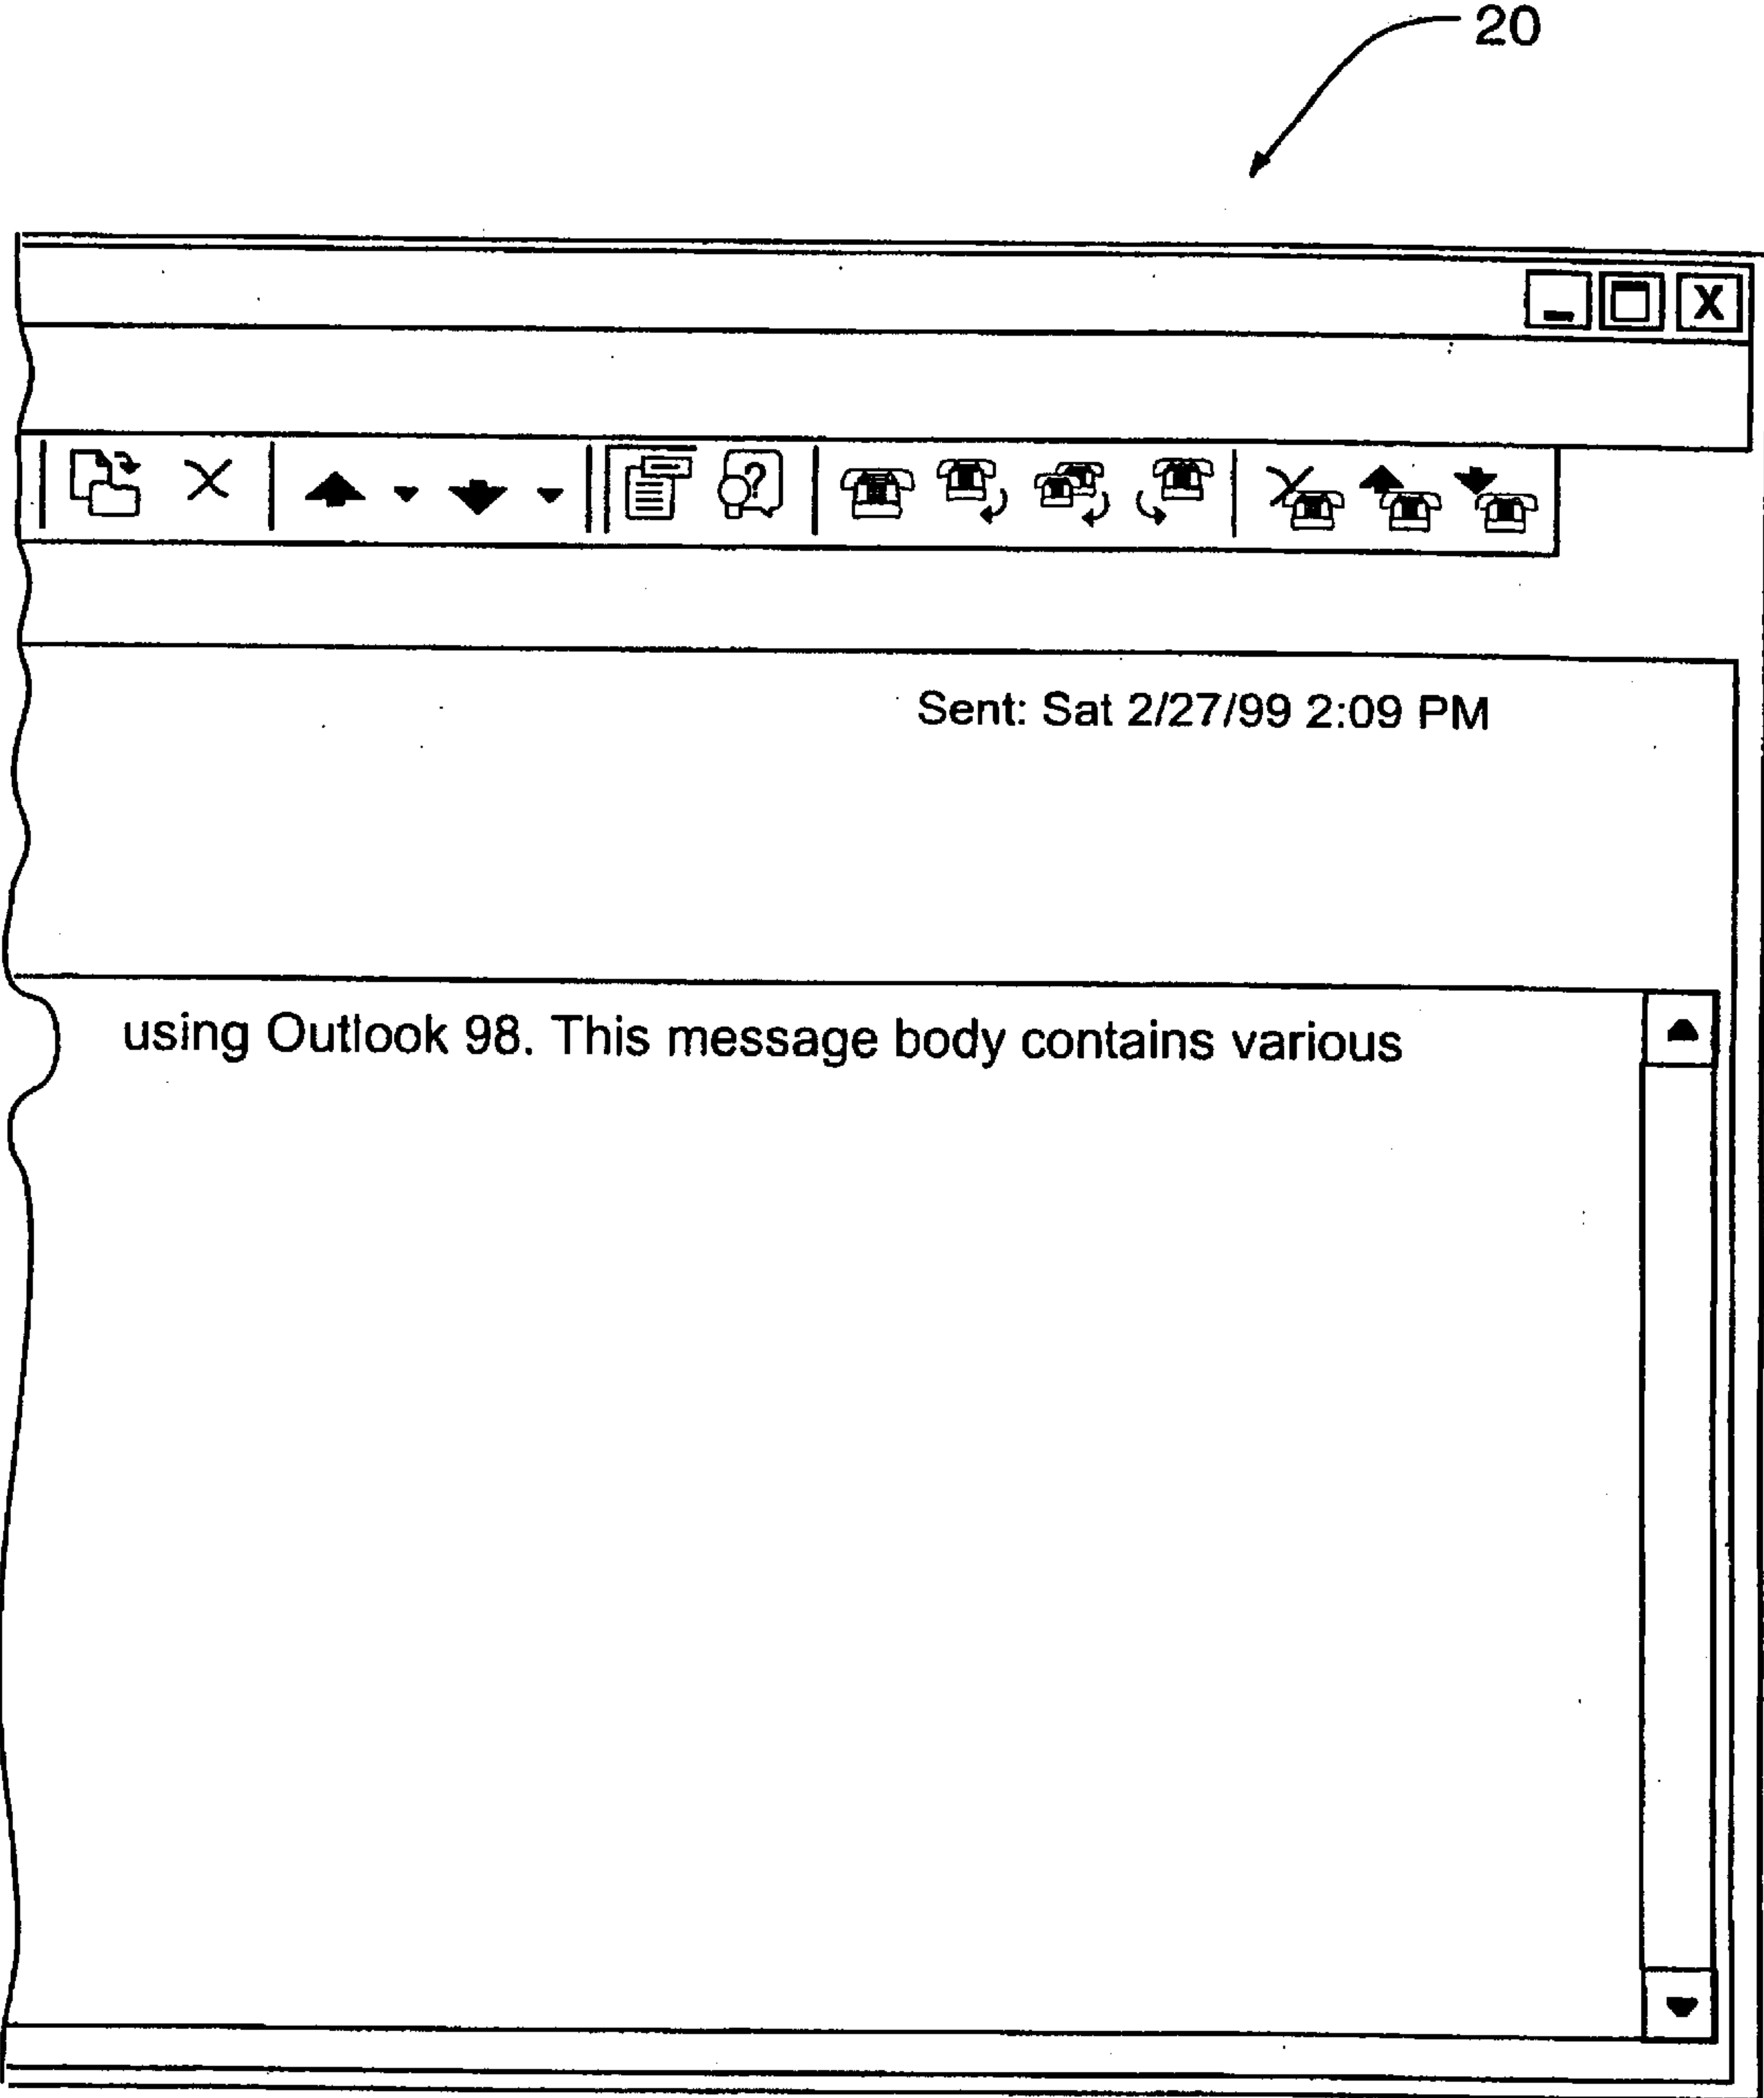 20
X
?
Sent: Sat 2/27/99 2:09 PM
using Outlook 98. This message body contains various